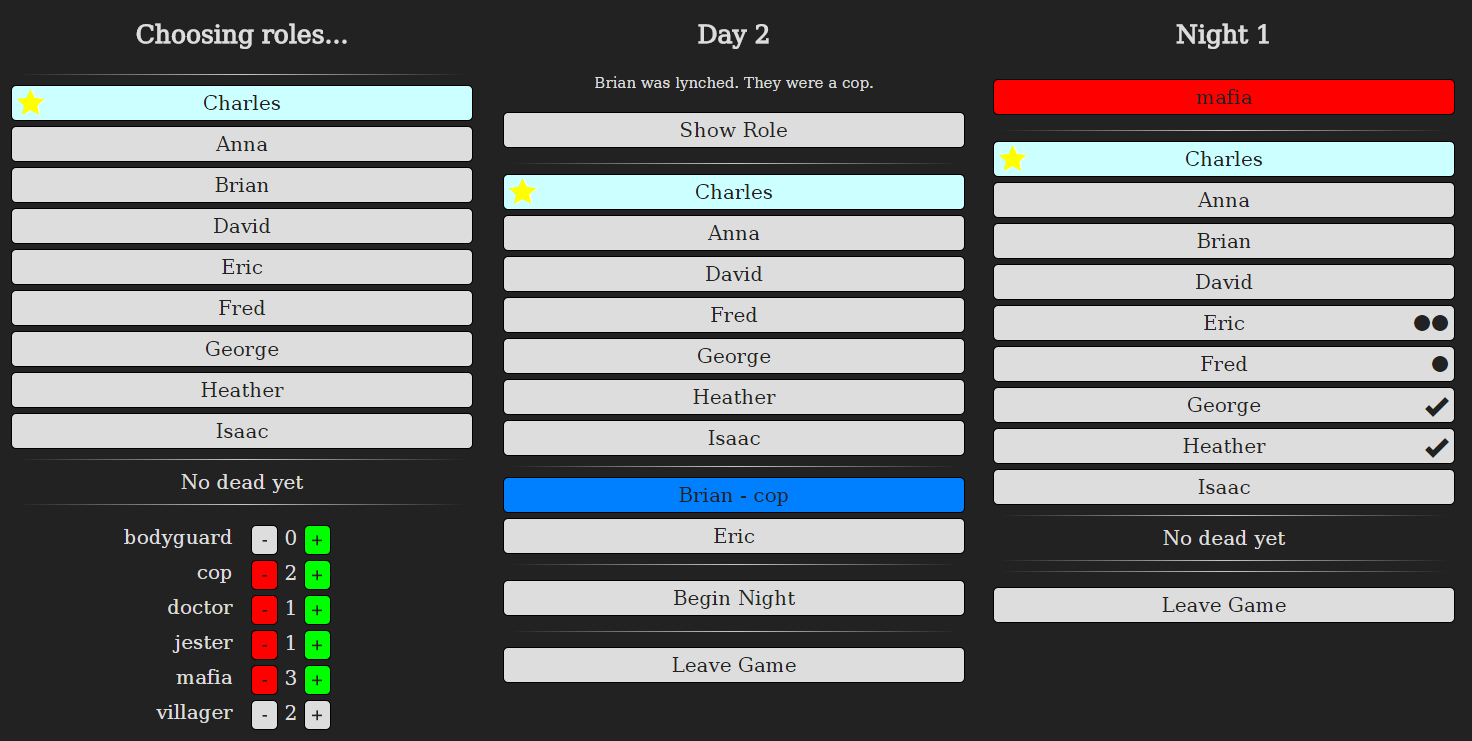 Choosing roles...
Charles
Anna
Brian
David
Eric
Fred
George
Heather
Isaac
No dead yet
bodyguard - 0 +
cop - 2 +
doctor - 1 +
jester - 1 +
mafia - 3 +
villager - 2 +
Day 2
Brian was lynched. They were a cop.
Show Role
Charles
Anna
David
Fred
George
Heather
Isaac
Brian - cop
Eric
Begin Night
Leave Game
Night 1
mafia
Charles
Anna
Brian
David
Eric
Fred
George
Heather
Isaac
No dead yet
Leave Game